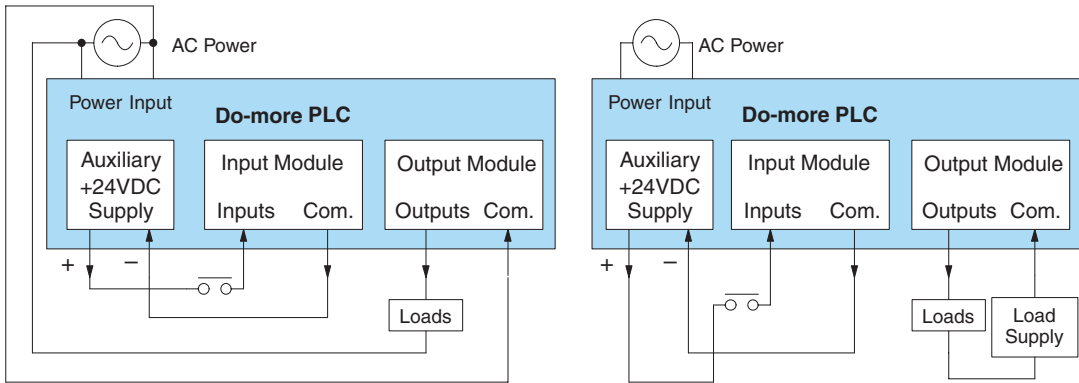 AC Power
Power Input
Do-more PLC
Auxiliary
+24VDC
Supply
Input Module
Inputs Com.
Output Module
Outputs Com.
+
–
Loads
AC Power
Power Input
Do-more PLC
Auxiliary
+24VDC
Supply
Input Module
Inputs Com.
Output Module
Outputs Com.
+
–
Loads
Load
Supply